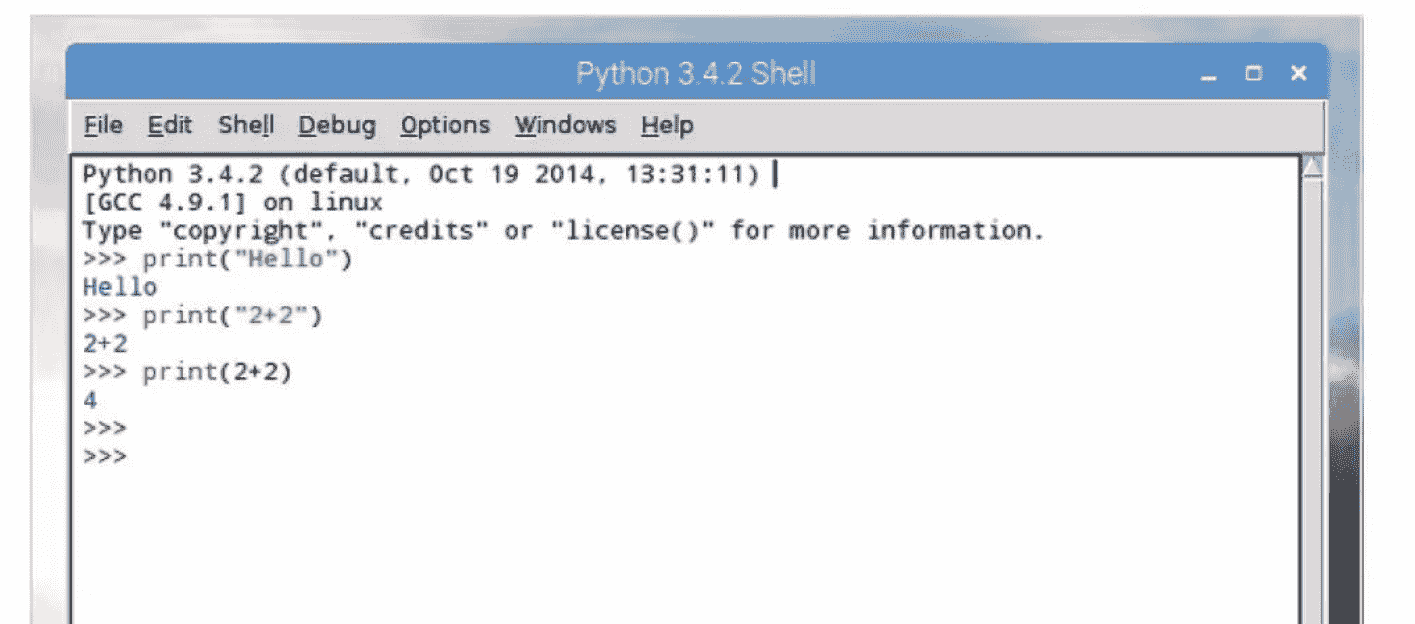 Python 3.4.2 Shell
File Edit Shell Debug Options Windows Help
Python 3.4.2 (default, Oct 19 2014, 13:31:11)
[GCC 4.9.1] on linux
Type "copyright", "credits" or "license()" for more information.
>>> print("Hello")
Hello
>>> print("2+2")
2+2
>>> print(2+2)
4
>>>
>>>